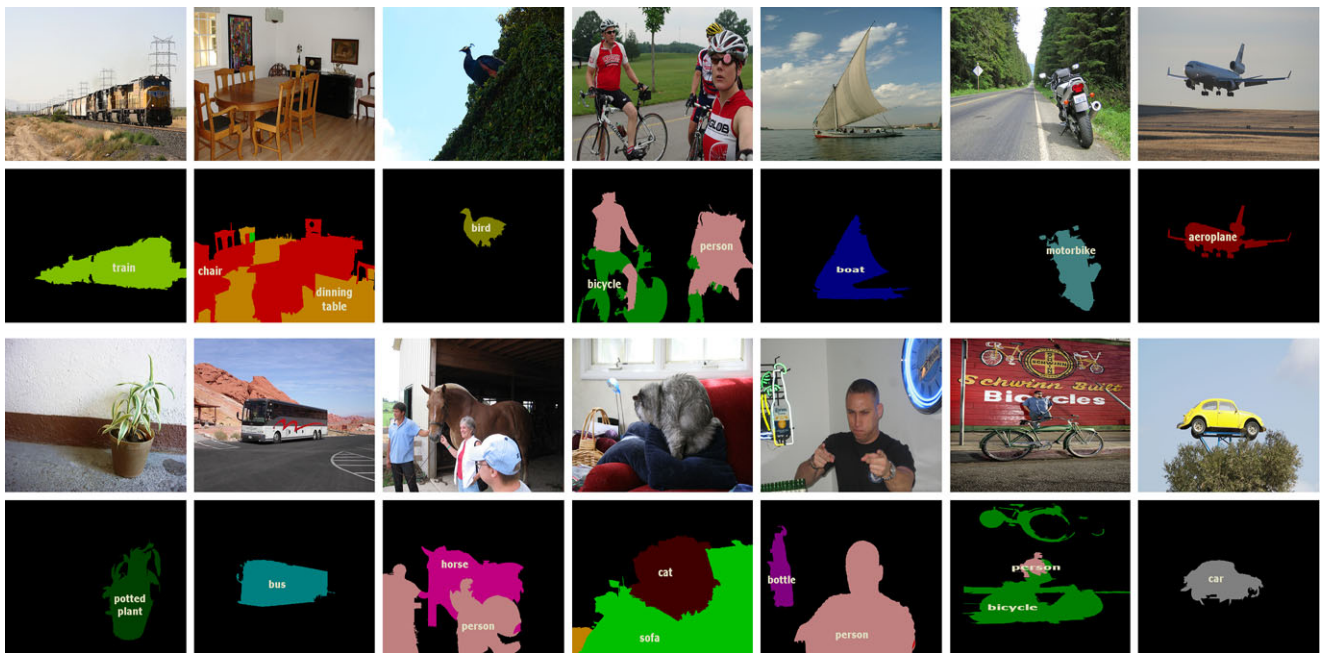 train
chair
dinning
table
bird
bicycle
person
boat
motorbike
aeroplane
Schwinn Built
Bicycles
potted
plant
bus
horse
person
cat
sofa
bottle
person
person
bicycle
car